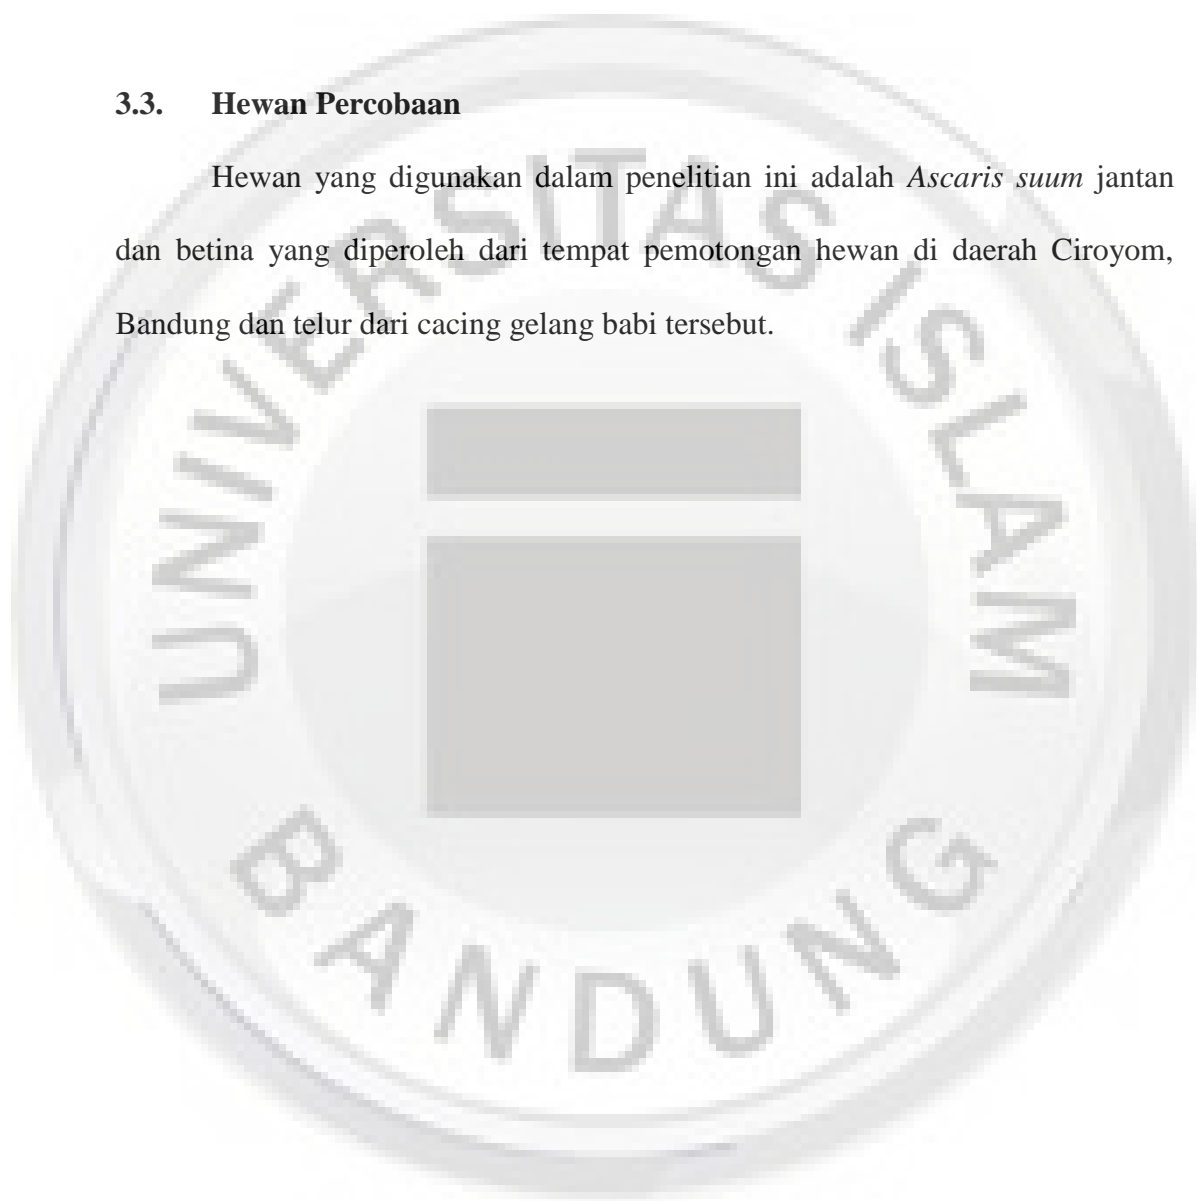 3.3. Hewan Percobaan
Hewan yang digunakan dalam penelitian ini adalah Ascaris suum jantan
dan betina yang diperoleh dari tempat pemotongan hewan di daerah Ciroyom,
Bandung dan telur dari cacing gelang babi tersebut.
UNIVERSITAS ISLAM
BANDUNG